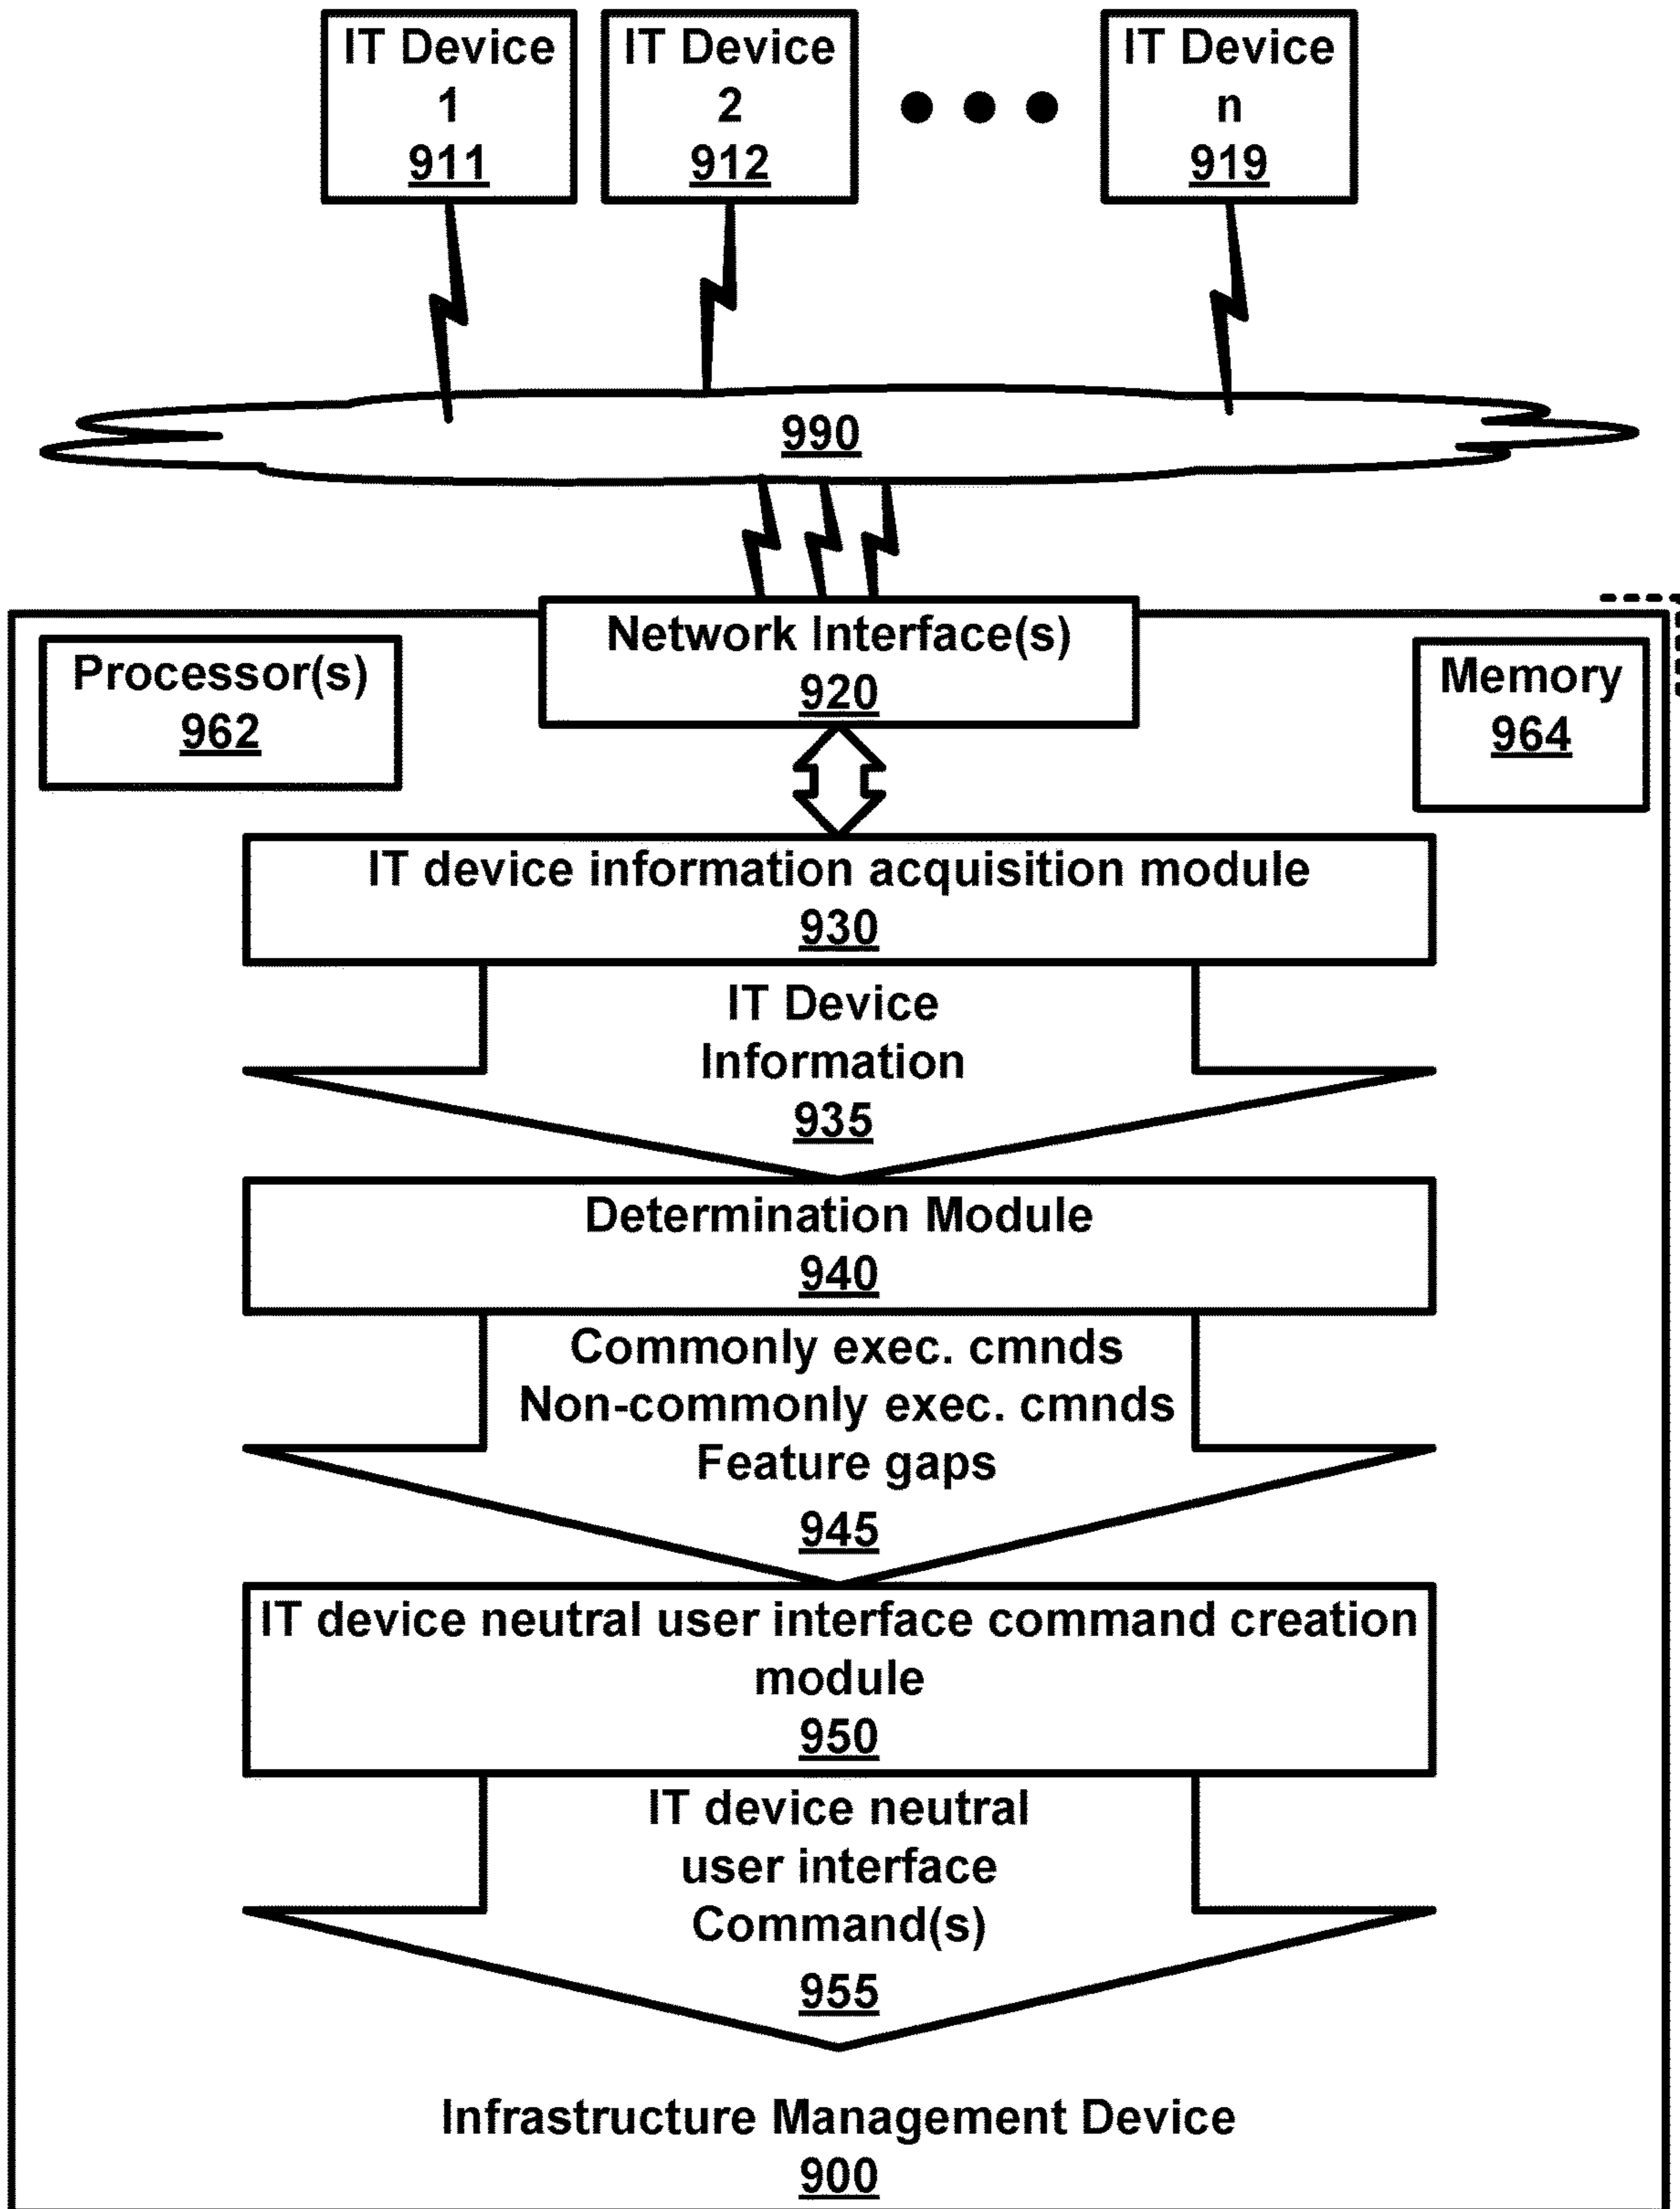 IT Device
1
911
IT Device
2
912
IT Device
n
919
990
Network Interface(s)
920
Processor(s)
962
Memory
964
IT device information acquisition module
930
IT Device
Information
935
Determination Module
940
Commonly exec. cmnds
Non-commonly exec. cmnds
Feature gaps
945
IT device neutral user interface command creation
module
950
IT device neutral
user interface
Command(s)
955
Infrastructure Management Device
900